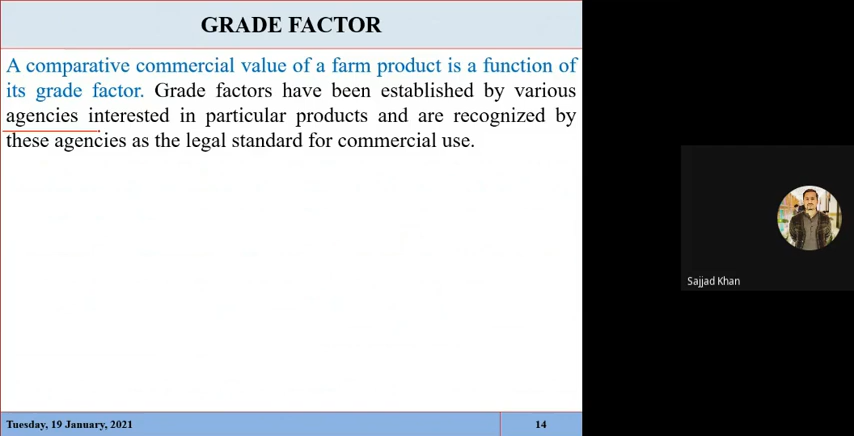 GRADE FACTOR
A comparative commercial value of a farm product is a function of
its grade factor. Grade factors have been established by various
agencies interested in particular products and are recognized by
these agencies as the legal standard for commercial use.
Sajjad Khan
Tuesday, 19 January, 2021
14